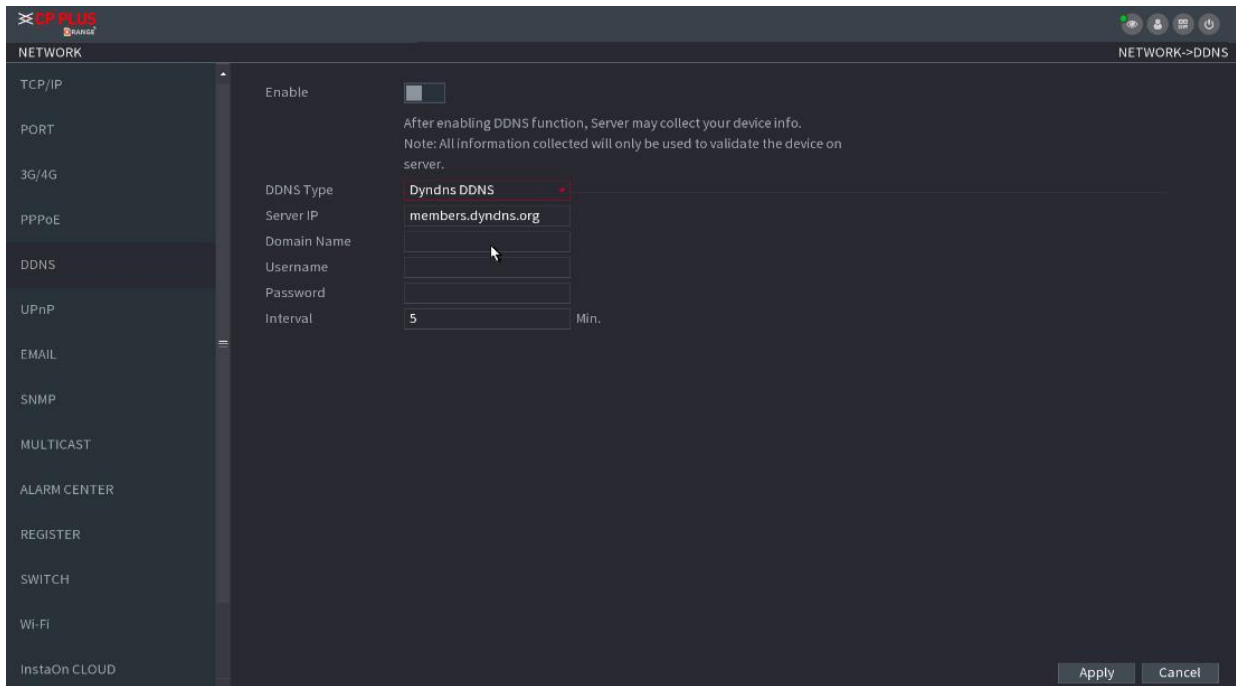 CP PLUS
ORANGE
NETWORK
NETWORK->DDNS
TCP/IP
PORT
3G/4G
PPPoE
DDNS
UPnP
EMAIL
SNMP
MULTICAST
ALARM CENTER
REGISTER
SWITCH
Wi-Fi
InstaOn CLOUD
Enable
After enabling DDNS function, Server may collect your device info.
Note: All information collected will only be used to validate the device on
server.
DDNS Type Dyndns DDNS
Server IP members.dyndns.org
Domain Name
Username
Password
Interval 5 Min.
Apply Cancel